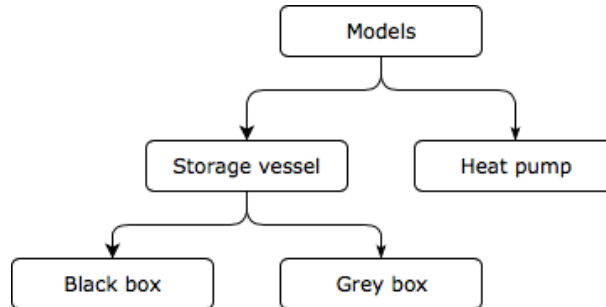 Models
Storage vessel
Heat pump
Black box
Grey box